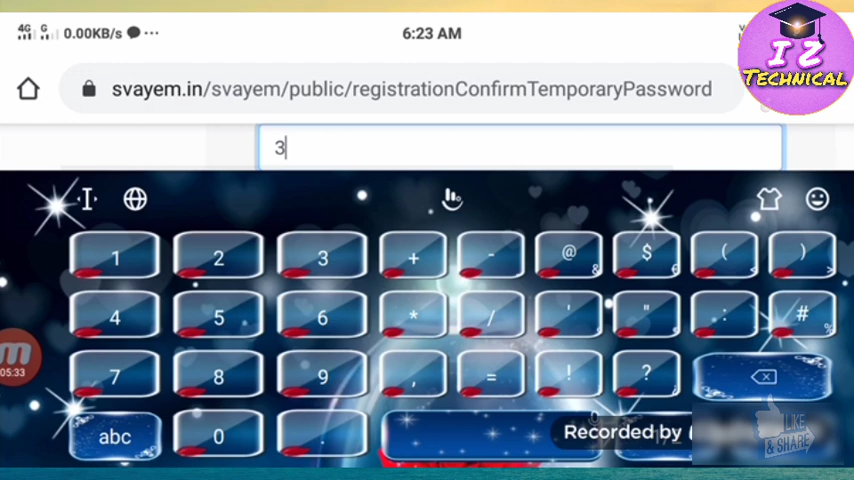 4G G 0.00KB/s ... 6:23 AM
I Z
TECHNICAL
svayem.in/svayem/public/registrationConfirmTemporaryPassword
3
1 2 3 + - @ & $ € ( < ) >
4 5 6 * / ' " : # %
7 8 9 , = ! ?
m
05:33
abc 0 . Recorded by
LIKE
& SHARE